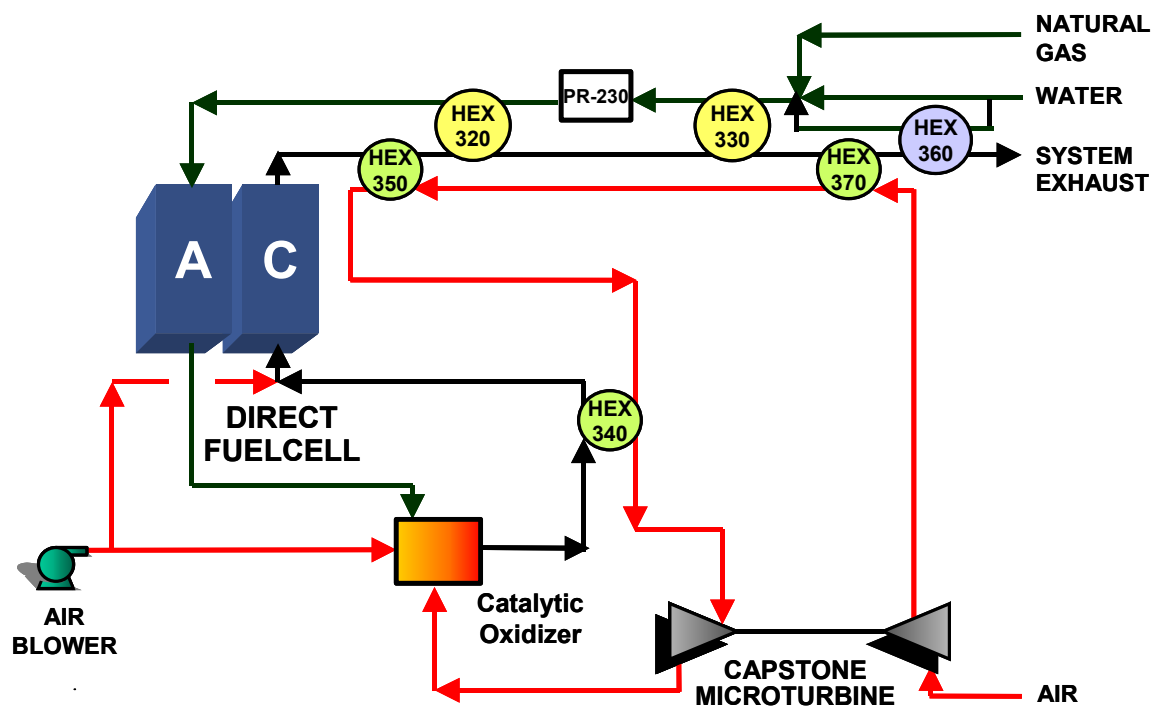 NATURAL
GAS
PR-230
WATER
HEX
320
HEX
330
HEX
360
HEX
350
HEX
370
SYSTEM
EXHAUST
A
C
DIRECT
FUELCELL
HEX
340
AIR
BLOWER
Catalytic
Oxidizer
CAPSTONE
MICROTURBINE
AIR